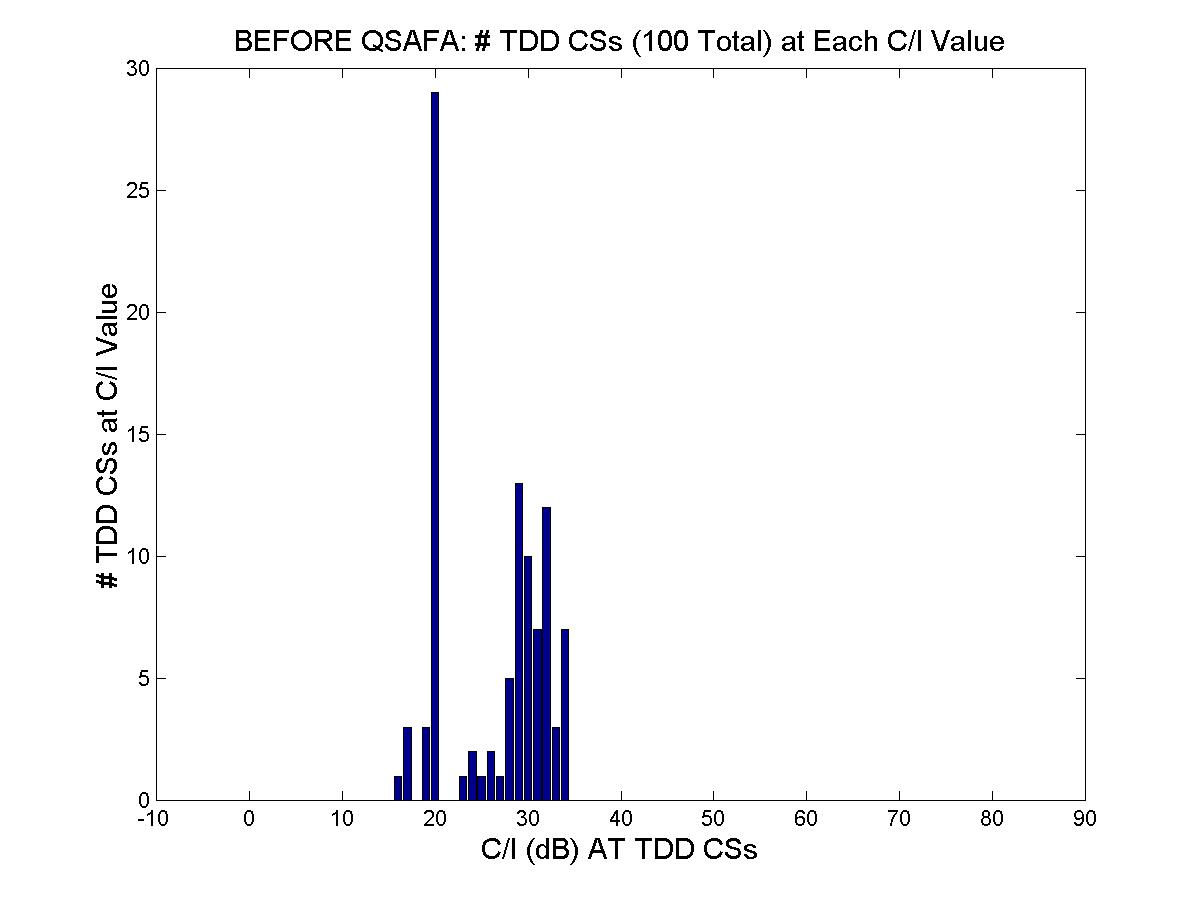 BEFORE QSAFA: # TDD CSs (100 Total) at Each C/I Value
30
25
20
15
10
5
0
# TDD CSs at C/I Value
-10 0 10 20 30 40 50 60 70 80 90
C/I (dB) AT TDD CSs